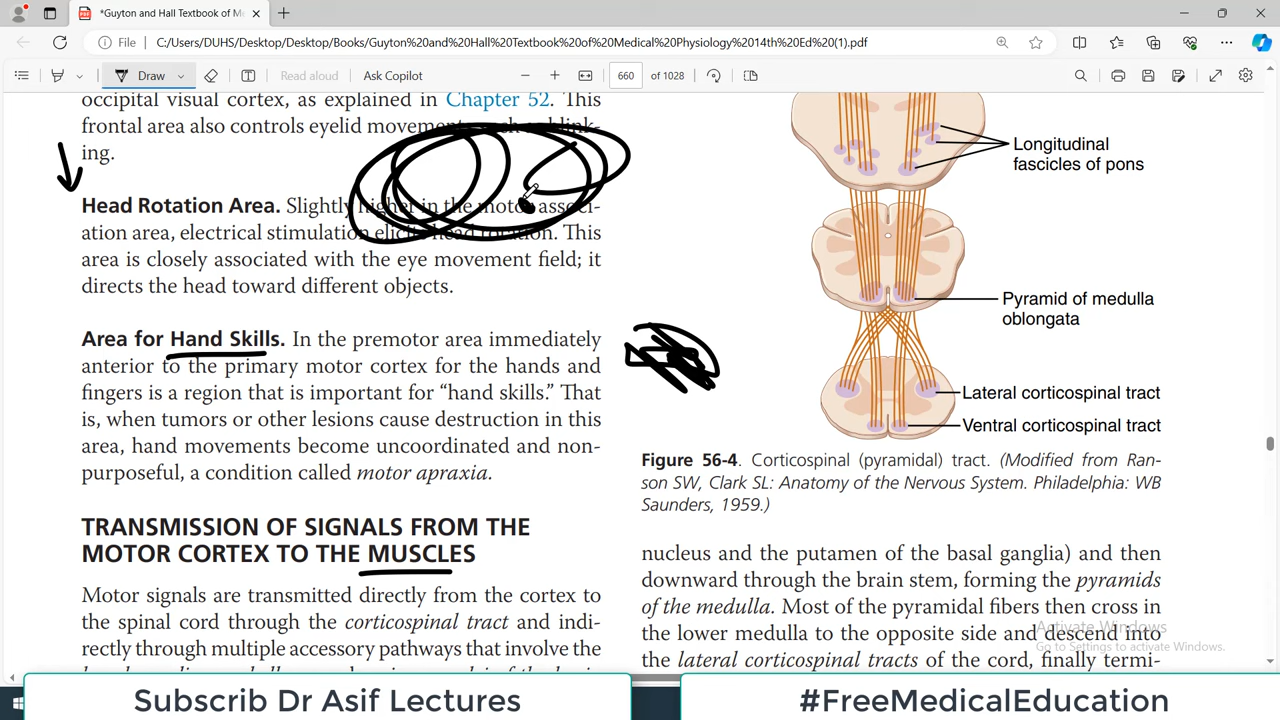 *Guyton and Hall Textbook of Me
File
C:/Users/DUHS/Desktop/Desktop/Books/Guyton%20and%20Hall%20Textbook%20of%20Medical%20Physiology%2014th%20Ed%20(1).pdf
Draw
Read aloud
Ask Copilot
660 of 1028
occipital visual cortex, as explained in Chapter 52. This
frontal area also controls eyelid movements such as blink-
ing.
Head Rotation Area. Slightly higher in the motor associ-
ation area, electrical stimulation elicits head rotation. This
area is closely associated with the eye movement field; it
directs the head toward different objects.
Area for Hand Skills. In the premotor area immediately
anterior to the primary motor cortex for the hands and
fingers is a region that is important for “hand skills.” That
is, when tumors or other lesions cause destruction in this
area, hand movements become uncoordinated and non-
purposeful, a condition called motor apraxia.
TRANSMISSION OF SIGNALS FROM THE
MOTOR CORTEX TO THE MUSCLES
Motor signals are transmitted directly from the cortex to
the spinal cord through the corticospinal tract and indi-
rectly through multiple accessory pathways that involve the
Longitudinal
fascicles of pons
Pyramid of medulla
oblongata
Lateral corticospinal tract
Ventral corticospinal tract
Figure 56-4. Corticospinal (pyramidal) tract. (Modified from Ran-
son SW, Clark SL: Anatomy of the Nervous System. Philadelphia: WB
Saunders, 1959.)
nucleus and the putamen of the basal ganglia) and then
downward through the brain stem, forming the pyramids
of the medulla. Most of the pyramidal fibers then cross in
the lower medulla to the opposite side and descend into
the lateral corticospinal tracts of the cord, finally termi-
Activate Windows
Go to Settings to activate Windows.
Subscrib Dr Asif Lectures
#FreeMedicalEducation